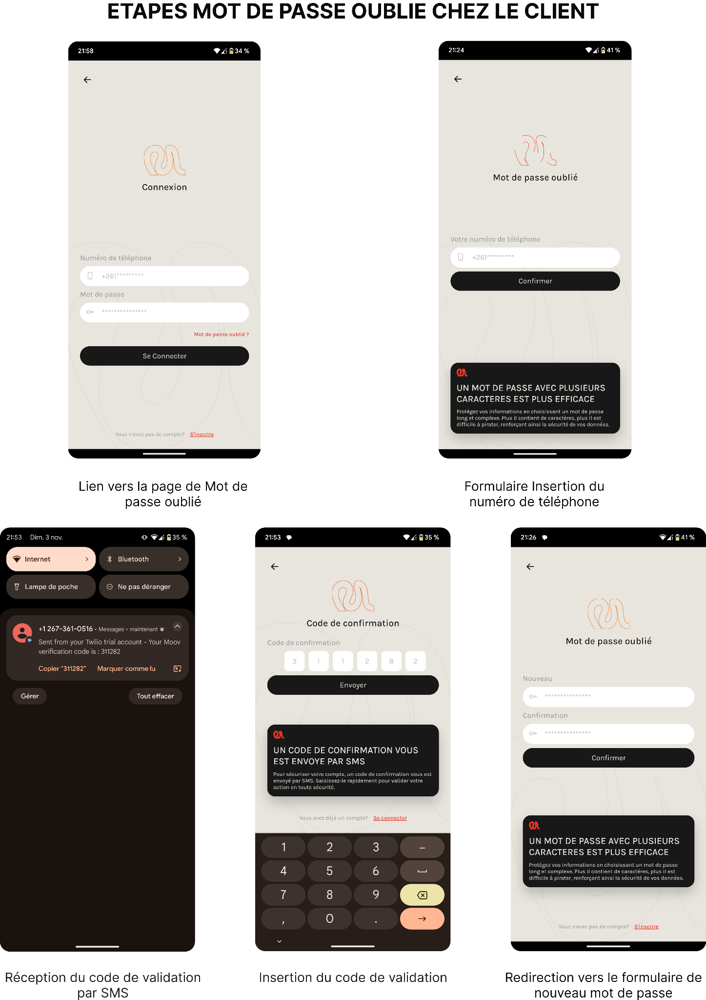 ETAPES MOT DE PASSE OUBLIE CHEZ LE CLIENT
21:58
34 %
Connexion
Numéro de téléphone
+261*********
Mot de passe
***************
Mot de passe oublié ?
Se Connecter
Vouz n'avez pas de compte? S'inscrire
Lien vers la page de Mot de
passe oublié
21:24
41 %
Mot de passe oublié
Votre numéro de téléphone
+261*********
Confirmer
UN MOT DE PASSE AVEC PLUSIEURS
CARACTERES EST PLUS EFFICACE
Protégez vos informations en choisissant un mot de passe
long et complexe. Plus il contient de caractères, plus il est
difficile à pirater, renforçant ainsi la sécurité de vos données.
Formulaire Insertion du
numéro de téléphone
21:53 Dim. 3 nov.
35 %
Internet
Bluetooth
Lampe de poche
Ne pas déranger
+1 267-361-0516 • Messages • maintenant
Sent from your Twilio trial account - Your Moov
verification code is : 311282
Copier "311282" Marquer comme lu
Gérer
Tout effacer
Réception du code de validation
par SMS
21:53
35 %
Code de confirmation
Code de confirmation
3 1 1 2 8 2
Envoyer
UN CODE DE CONFIRMATION VOUS
EST ENVOYE PAR SMS
Pour sécuriser votre compte, un code de confirmation vous est
envoyé par SMS. Saisissez-le rapidement pour valider votre
action en toute sécurité.
Vous avez déjà un compte? Se connecter
1 2 3 –
4 5 6
7 8 9
, 0 .
Insertion du code de validation
21:26
41 %
Mot de passe oublié
Nouveau
***************
Confirmation
***************
Confirmer
UN MOT DE PASSE AVEC PLUSIEURS
CARACTERES EST PLUS EFFICACE
Protégez vos informations en choisissant un mot de passe
long et complexe. Plus il contient de caractères, plus il est
difficile à pirater, renforçant ainsi la sécurité de vos données.
Vouz n'avez pas de compte? S'inscrire
Redirection vers le formulaire de
nouveau mot de passe